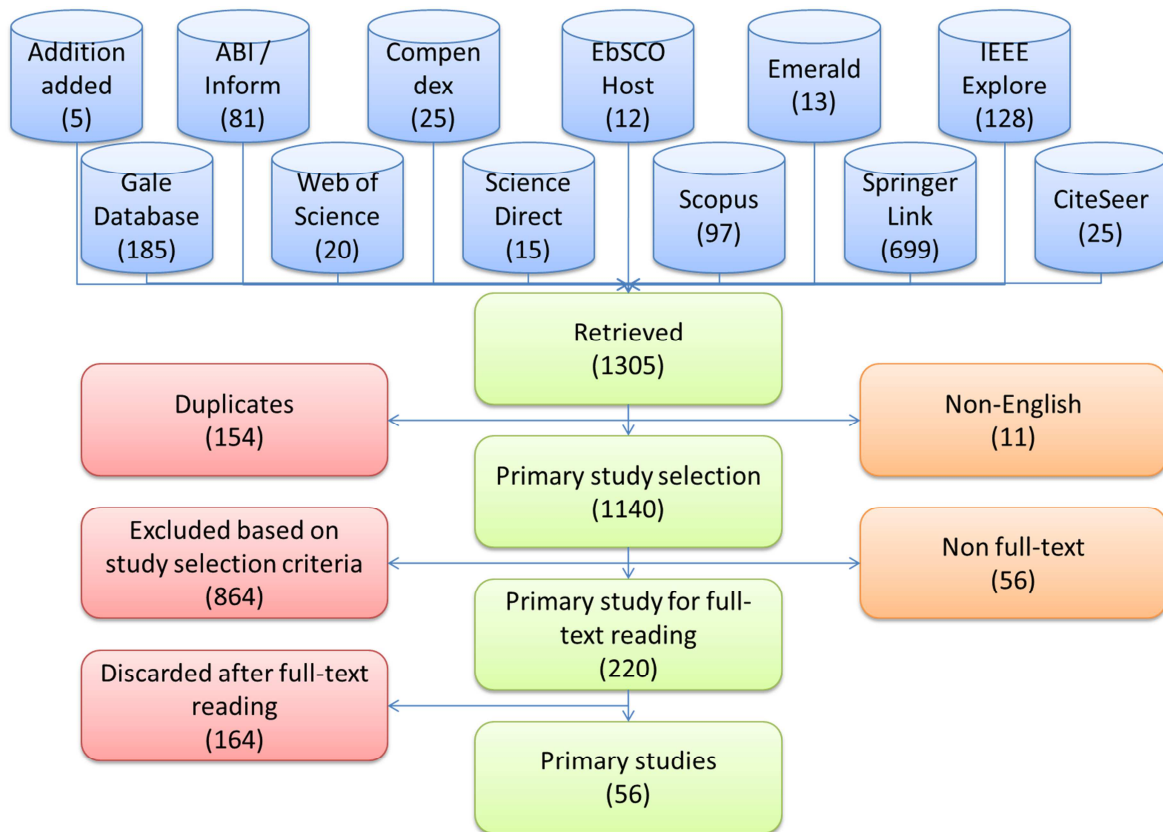 Addition
added
(5)
ABI /
Inform
(81)
Compen
dex
(25)
EbSCO
Host
(12)
Emerald
(13)
IEEE
Explore
(128)
Gale
Database
(185)
Web of
Science
(20)
Science
Direct
(15)
Scopus
(97)
Springer
Link
(699)
CiteSeer
(25)
Retrieved
(1305)
Duplicates
(154)
Non-English
(11)
Primary study selection
(1140)
Excluded based on
study selection criteria
(864)
Non full-text
(56)
Primary study for full-
text reading
(220)
Discarded after full-text
reading
(164)
Primary studies
(56)